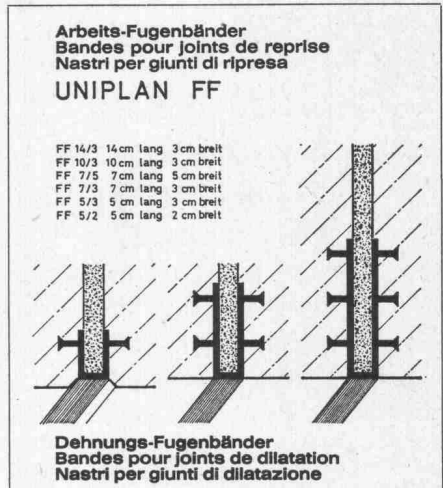 Arbeits-Fugenbänder
Bandes pour joints de reprise
Nastri per giunti di ripresa
UNIPLAN FF
FF 14/3 14 cm lang 3 cm breit
FF 10/3 10 cm lang 3 cm breit
FF 7/5 7 cm lang 5 cm breit
FF 7/3 7 cm lang 3 cm breit
FF 5/3 5 cm lang 3 cm breit
FF 5/2 5 cm lang 2 cm breit
Dehnungs-Fugenbänder
Bandes pour joints de dilatation
Nastri per giunti di dilatazione